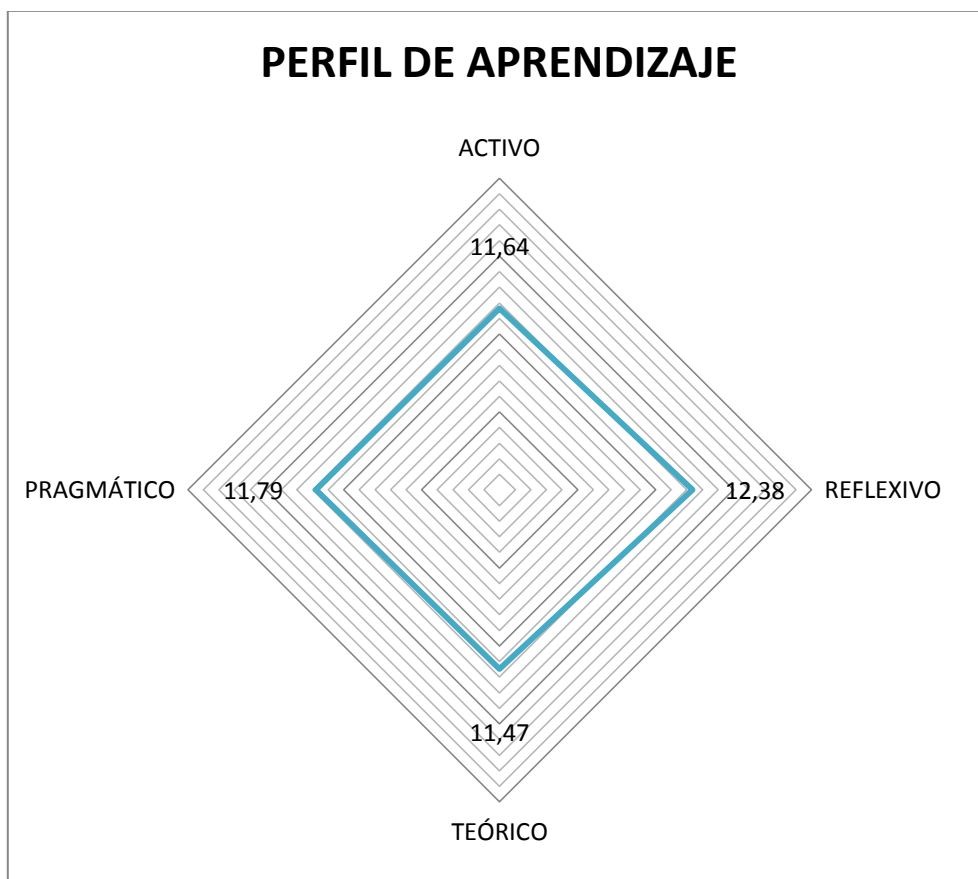 PERFIL DE APRENDIZAJE
ACTIVO
11,64
PRAGMÁTICO
11,79
12,38
REFLEXIVO
11,47
TEÓRICO